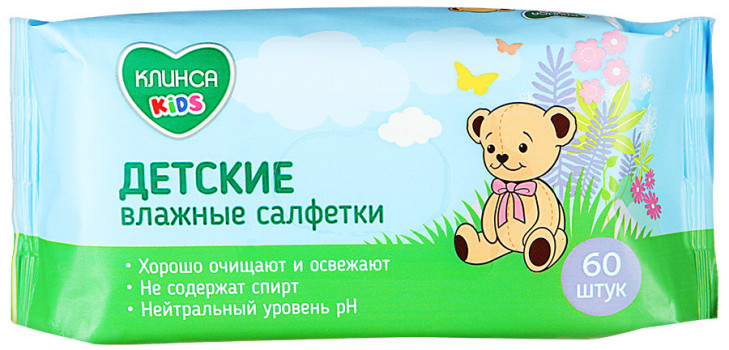 КЛИНСА
KiDS
ДЕТСКИЕ
влажные салфетки
• Хорошо очищают и освежают
• Не содержат спирт
• Нейтральный уровень pH
60
штук